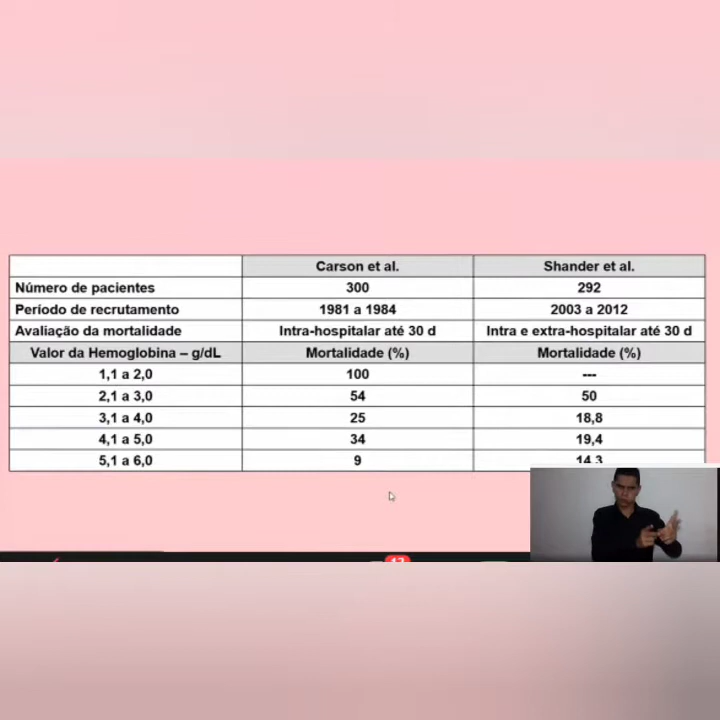 Carson et al. Shander et al.
Número de pacientes 300 292
Período de recrutamento 1981 a 1984 2003 a 2012
Avaliação da mortalidade Intra-hospitalar até 30 d Intra e extra-hospitalar até 30 d
Valor da Hemoglobina – g/dL Mortalidade (%) Mortalidade (%)
1,1 a 2,0 100 ---
2,1 a 3,0 54 50
3,1 a 4,0 25 18,8
4,1 a 5,0 34 19,4
5,1 a 6,0 9 14,3